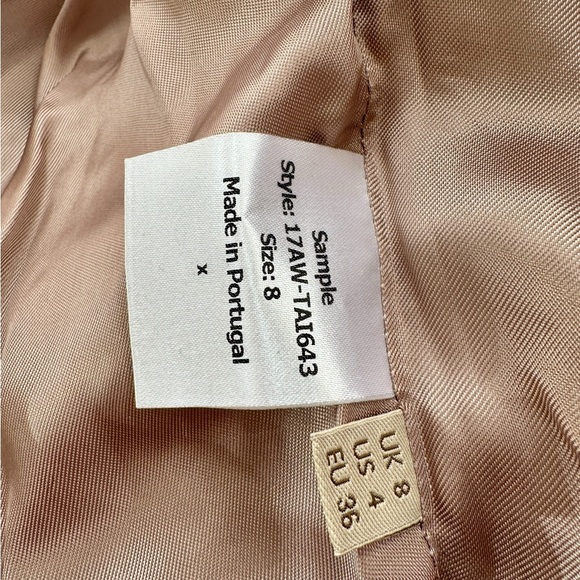 Sample
Style: 17AW-TAI643
Size: 8
Made in Portugal
x
UK 8
US 4
EU 36